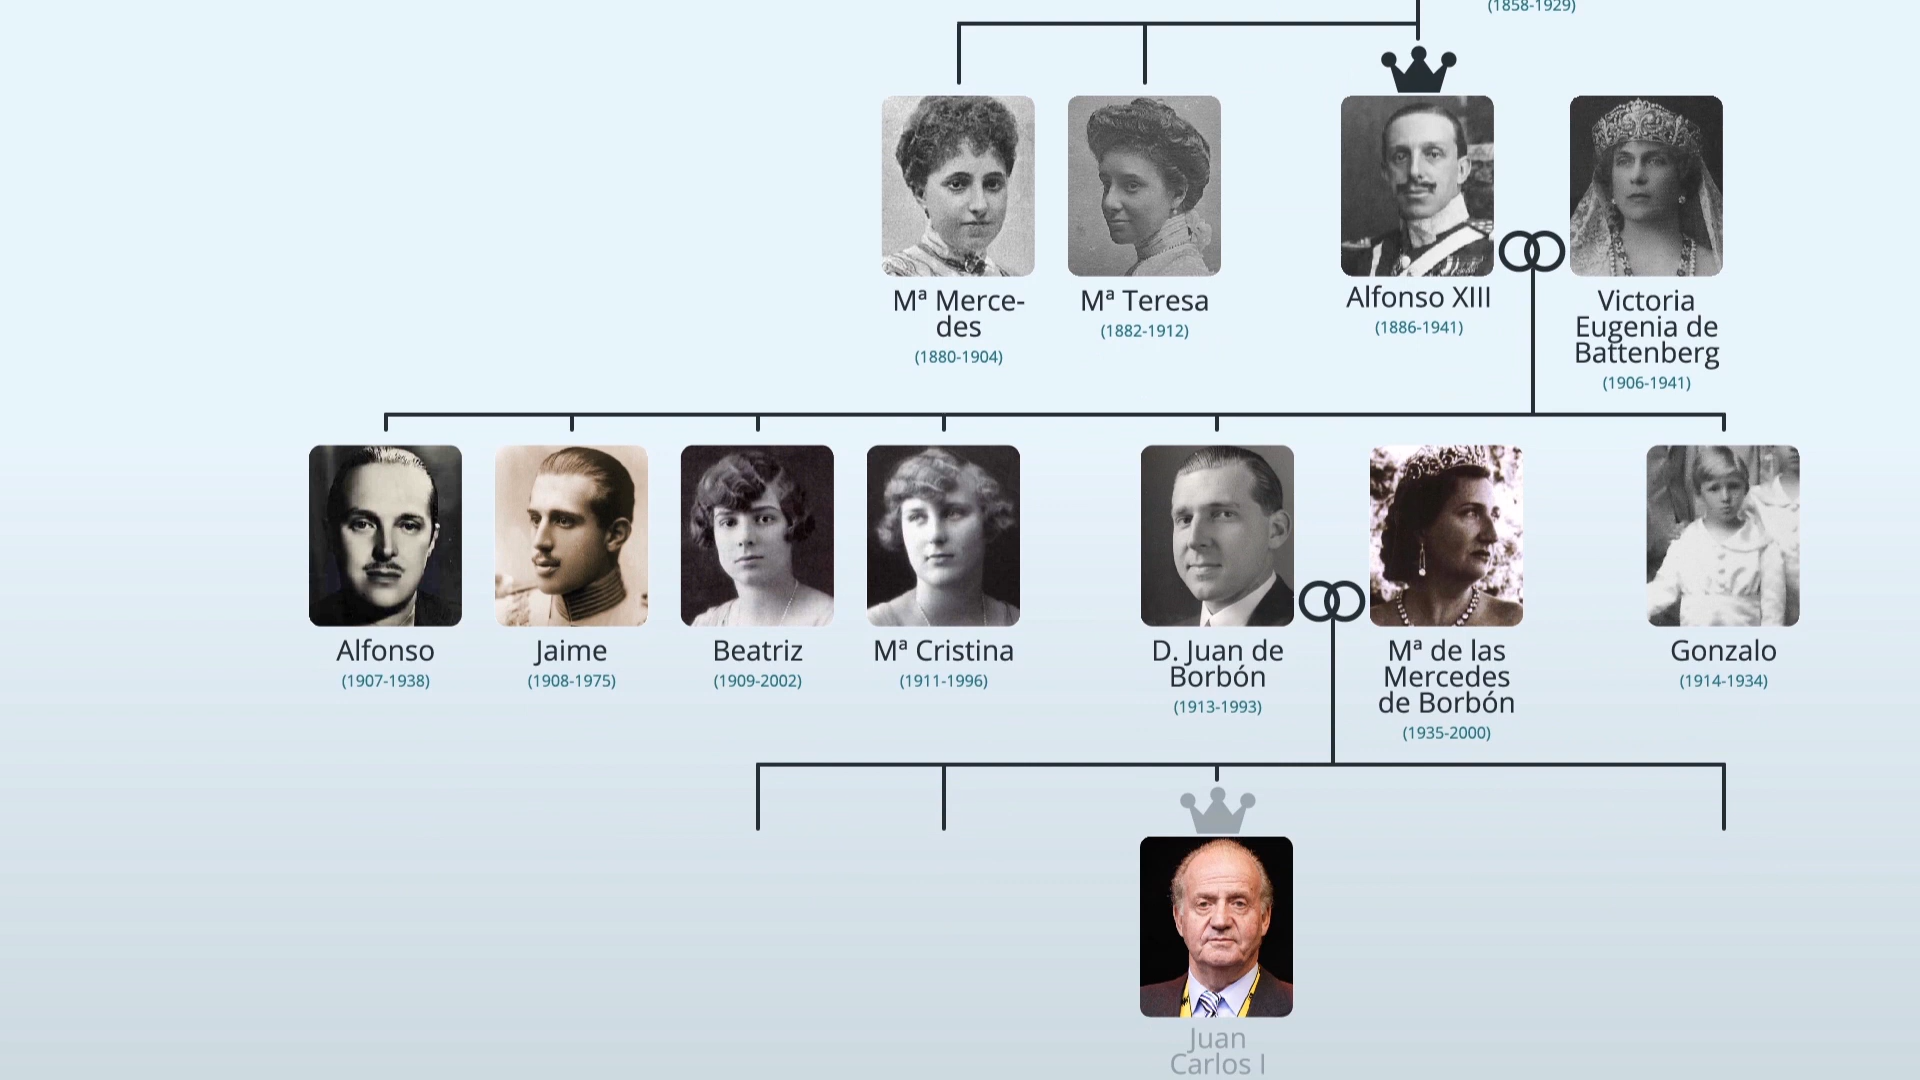 (1858-1929)
Mª Merce-
des
(1880-1904)
Mª Teresa
(1882-1912)
Alfonso XIII
(1886-1941)
Victoria
Eugenia de
Battenberg
(1906-1941)
Alfonso
(1907-1938)
Jaime
(1908-1975)
Beatriz
(1909-2002)
Mª Cristina
(1911-1996)
D. Juan de
Borbón
(1913-1993)
Mª de las
Mercedes
de Borbón
(1935-2000)
Gonzalo
(1914-1934)
Juan
Carlos I